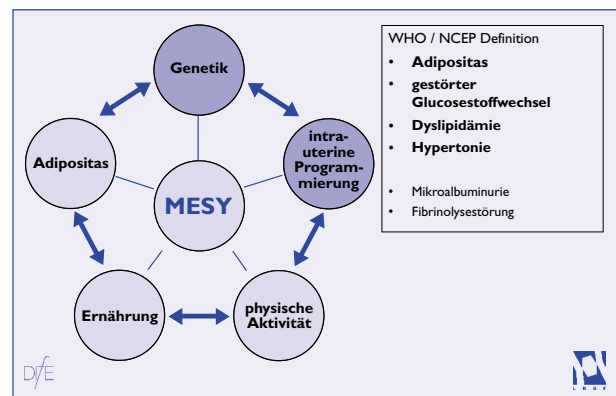 Genetik
intra-
uterine
Program-
mierung
physische
Aktivität
Ernährung
Adipositas
MESY
WHO / NCEP Definition
• Adipositas
• gestörter
Glucosestoffwechsel
• Dyslipidämie
• Hypertonie
• Mikroalbuminurie
• Fibrinolysestörung
DIfE